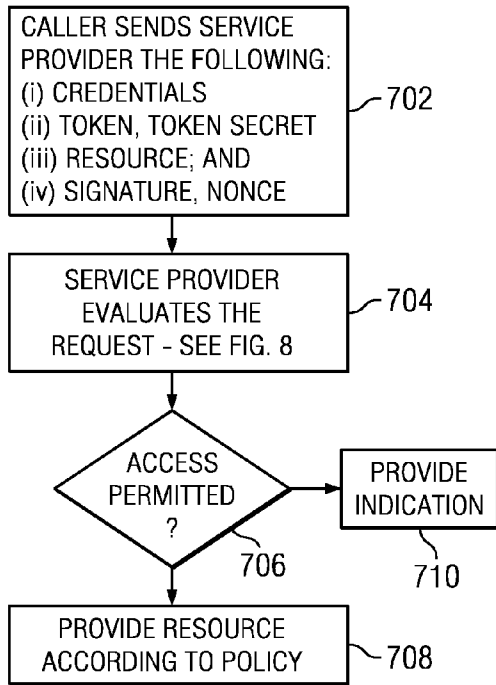 CALLER SENDS SERVICE
PROVIDER THE FOLLOWING:
(i) CREDENTIALS
(ii) TOKEN, TOKEN SECRET
(iii) RESOURCE; AND
(iv) SIGNATURE, NONCE
702
SERVICE PROVIDER
EVALUATES THE
REQUEST - SEE FIG. 8
704
ACCESS
PERMITTED
?
706
PROVIDE
INDICATION
710
PROVIDE RESOURCE
ACCORDING TO POLICY
708